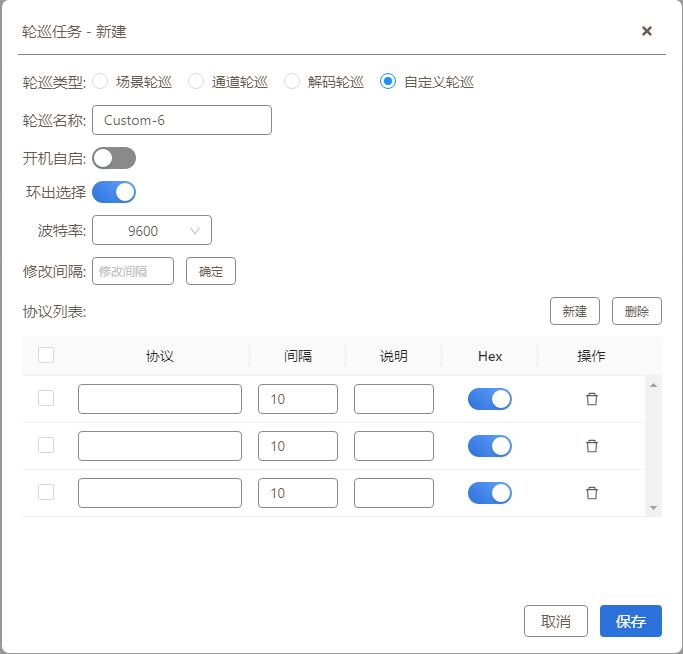 轮巡任务 - 新建
轮巡类型: 场景轮巡 通道轮巡 解码轮巡 自定义轮巡
轮巡名称: Custom-6
开机自启:
环出选择
波特率: 9600
修改间隔: 修改间隔 确定
协议列表: 新建 删除
协议 间隔 说明 Hex 操作
10
10
10
取消 保存